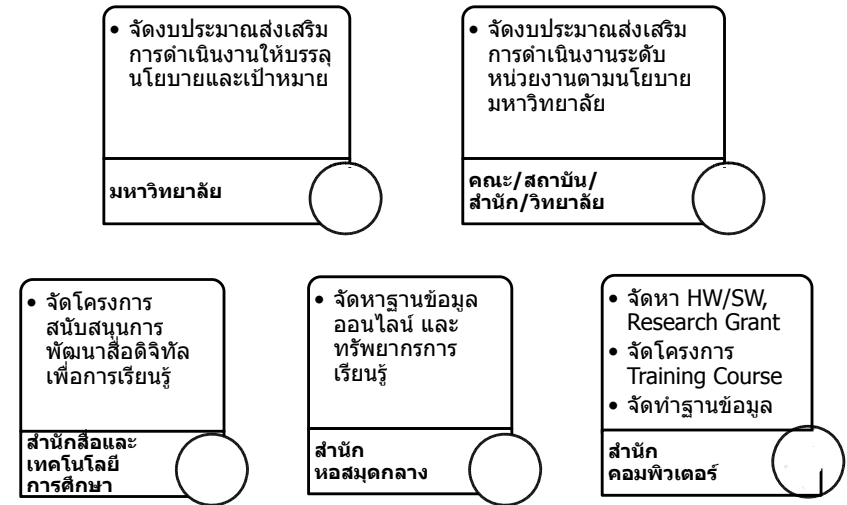 • จัดงบประมาณส่งเสริม
การดำเนินงานให้บรรลุ
นโยบายและเป้าหมาย
มหาวิทยาลัย
• จัดงบประมาณส่งเสริม
การดำเนินงานระดับ
หน่วยงานตามนโยบาย
มหาวิทยาลัย
คณะ/สถาบัน/
สำนัก/วิทยาลัย
• จัดโครงการ
สนับสนุนการ
พัฒนาสื่อดิจิทัล
เพื่อการเรียนรู้
สำนักสื่อและ
เทคโนโลยี
การศึกษา
• จัดหาฐานข้อมูล
ออนไลน์ และ
ทรัพยากรการ
เรียนรู้
สำนัก
หอสมุดกลาง
• จัดหา HW/SW,
Research Grant
• จัดโครงการ
Training Course
• จัดทำฐานข้อมูล
สำนัก
คอมพิวเตอร์